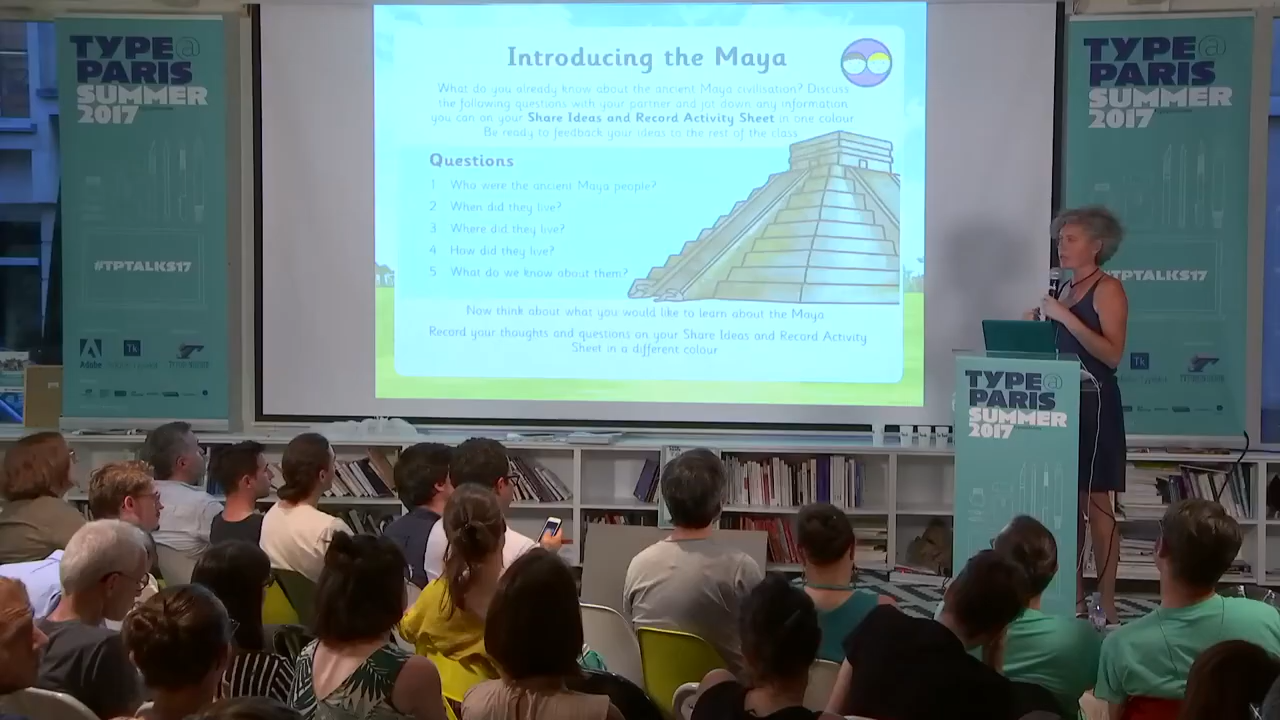 TYPE@
PARIS
SUMMER
2017
#TPTALKS17
Adobe
Tk
Introducing the Maya
What do you already know about the ancient Maya civilisation? Discuss
the following questions with your partner and jot down any information
you can on your Share Ideas and Record Activity Sheet in one colour
Be ready to feedback your ideas to the rest of the class
Questions
1 Who were the ancient Maya people?
2 When did they live?
3 Where did they live?
4 How did they live?
5 What do we know about them?
Now think about what you would like to learn about the Maya
Record your thoughts and questions on your Share Ideas and Record Activity
Sheet in a different colour
TYPE@
PARIS
SUMMER
2017
TPTALKS17
Tk
TYPE@
PARIS
SUMMER
2017